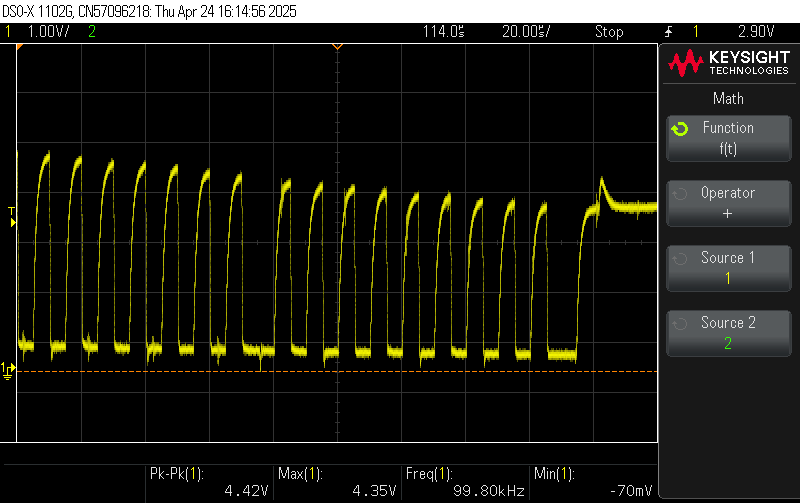 DSO-X 1102G, CN57096218: Thu Apr 24 16:14:56 2025
1 1.00V/ 2 114.0s 20.00s/ Stop 1 2.90V
KEYSIGHT
TECHNOLOGIES
Math
Function
f(t)
Operator
+
Source 1
1
Source 2
2
T
1
Pk-Pk(1): Max(1): Freq(1): Min(1):
4.42V 4.35V 99.80kHz -70mV